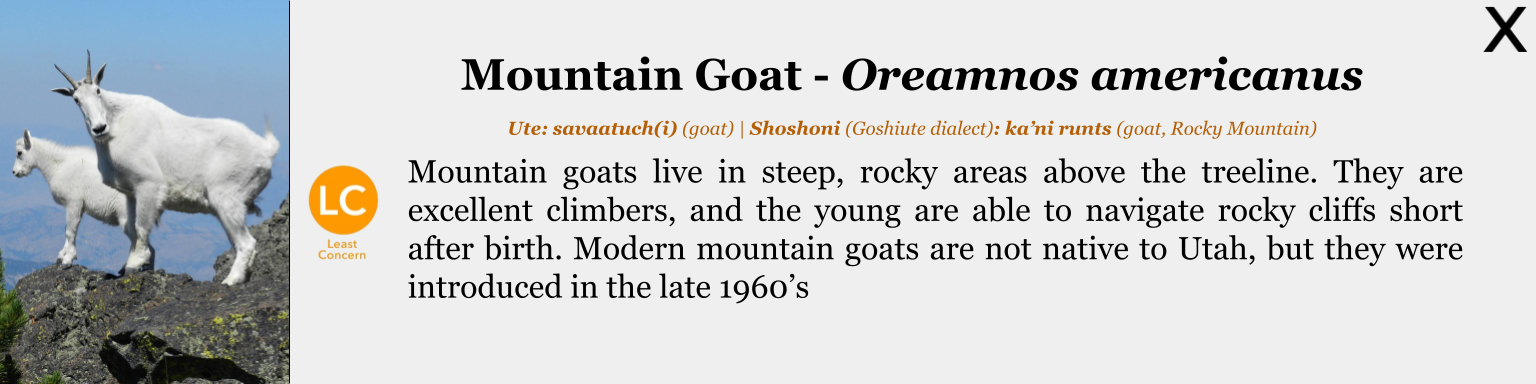 X
Mountain Goat - Oreamnos americanus
Ute: savaatuch(i) (goat) | Shoshoni (Goshiute dialect): ka’ni runts (goat, Rocky Mountain)
LC
Least
Concern
Mountain goats live in steep, rocky areas above the treeline. They are
excellent climbers, and the young are able to navigate rocky cliffs short
after birth. Modern mountain goats are not native to Utah, but they were
introduced in the late 1960’s